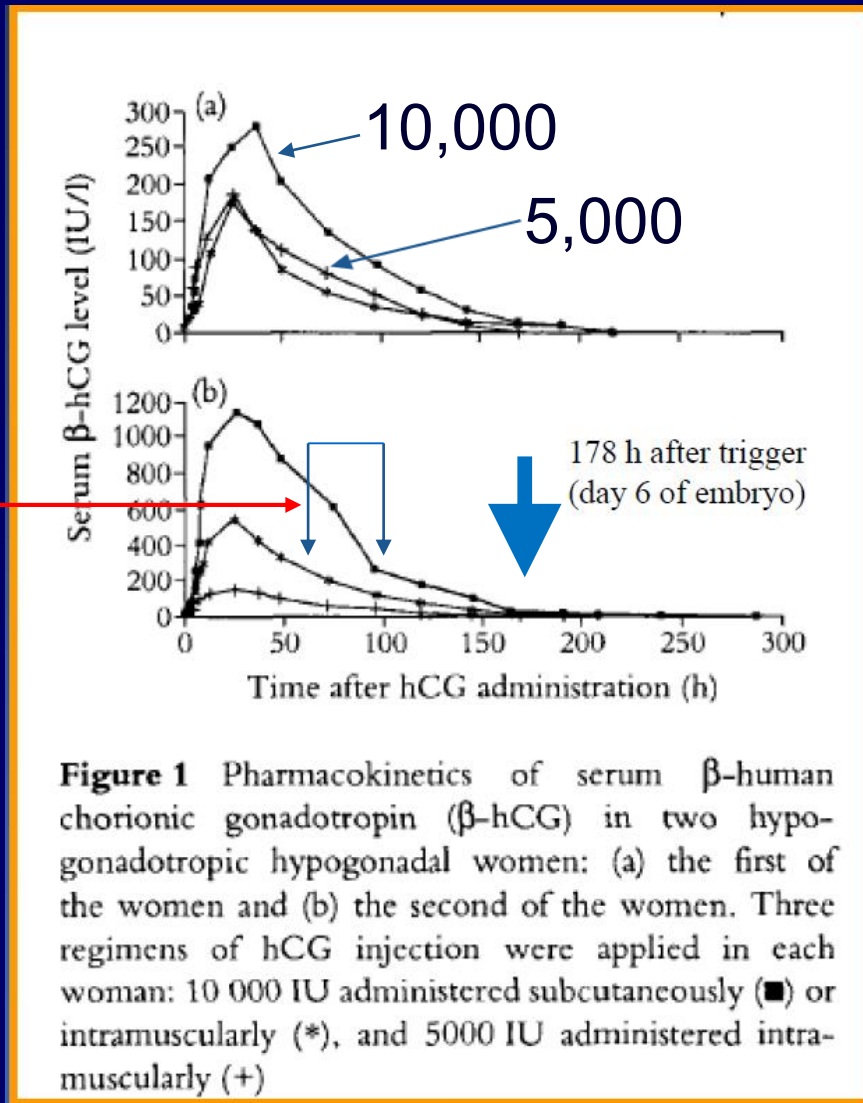 (a)
10,000
5,000
300
250
200
150
100
50
0
Serum β-hCG level (IU/l)
(b)
1200
1000
800
600
400
200
0
178 h after trigger
(day 6 of embryo)
0 50 100 150 200 250 300
Time after hCG administration (h)
Figure 1 Pharmacokinetics of serum β-human
chorionic gonadotropin (β-hCG) in two hypo-
gonadotropic hypogonadal women: (a) the first of
the women and (b) the second of the women. Three
regimens of hCG injection were applied in each
woman: 10 000 IU administered subcutaneously (■) or
intramuscularly (*), and 5000 IU administered intra-
muscularly (+)